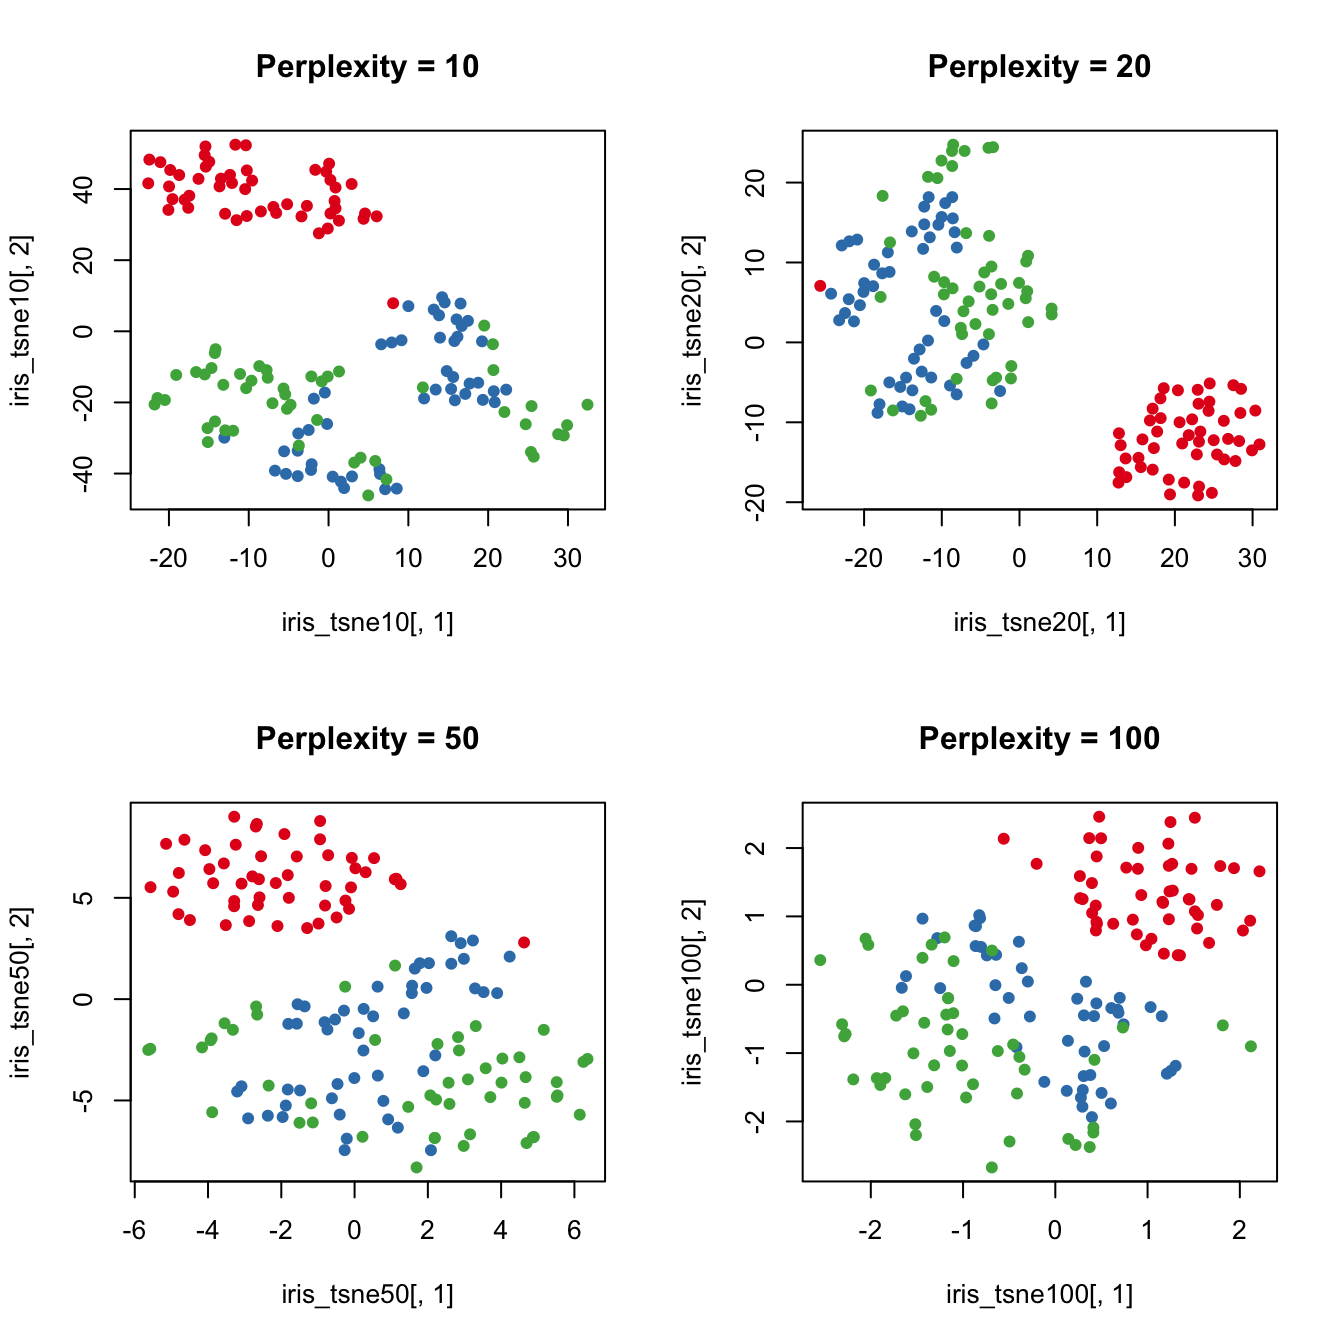 Perplexity = 10
iris_tsne10[, 2]
40
20
0
-20
-40
-20 -10 0 10 20 30
iris_tsne10[, 1]
Perplexity = 20
iris_tsne20[, 2]
20
10
0
-10
-20
-20 -10 0 10 20 30
iris_tsne20[, 1]
Perplexity = 50
iris_tsne50[, 2]
5
0
-5
-6 -4 -2 0 2 4 6
iris_tsne50[, 1]
Perplexity = 100
iris_tsne100[, 2]
2
1
0
-1
-2
-2 -1 0 1 2
iris_tsne100[, 1]